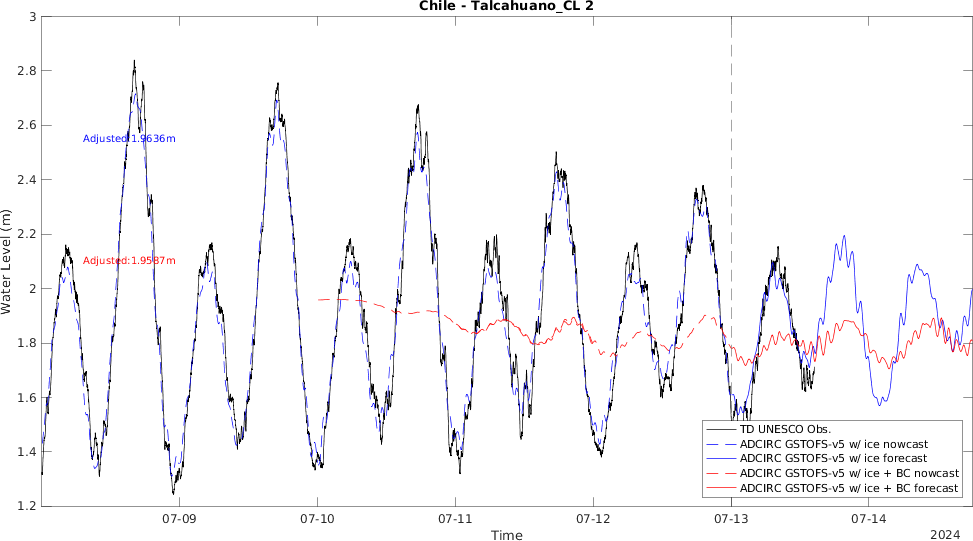 Chile - Talcahuano_CL 2
Water Level (m)
3
2.8
2.6
2.4
2.2
2
1.8
1.6
1.4
1.2
Adjusted:1.9636m
Adjusted:1.9587m
TD UNESCO Obs.
ADCIRC GSTOFS-v5 w/ ice nowcast
ADCIRC GSTOFS-v5 w/ ice forecast
ADCIRC GSTOFS-v5 w/ ice + BC nowcast
ADCIRC GSTOFS-v5 w/ ice + BC forecast
07-09
07-10
07-11
07-12
07-13
07-14
Time
2024